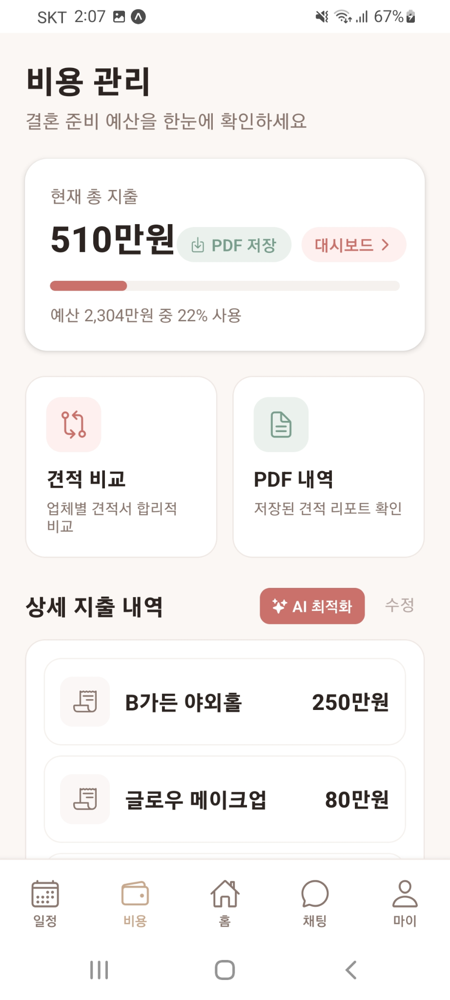 SKT 2:07 67%
비용 관리
결혼 준비 예산을 한눈에 확인하세요
현재 총 지출
510만원 PDF 저장 대시보드
예산 2,304만원 중 22% 사용
견적 비교
업체별 견적서 합리적
비교
PDF 내역
저장된 견적 리포트 확인
상세 지출 내역 AI 최적화 수정
B가든 야외홀 250만원
글로우 메이크업 80만원
일정 비용 홈 채팅 마이